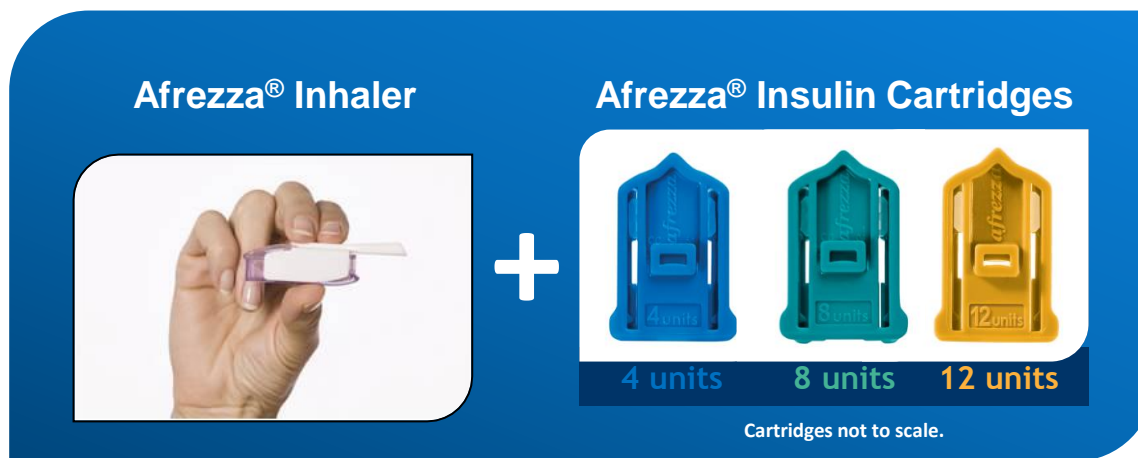 Afrezza® Inhaler
Afrezza® Insulin Cartridges
afrezza
afrezza
afrezza
4 units
8 units
12 units
4 units
8 units
12 units
Cartridges not to scale.